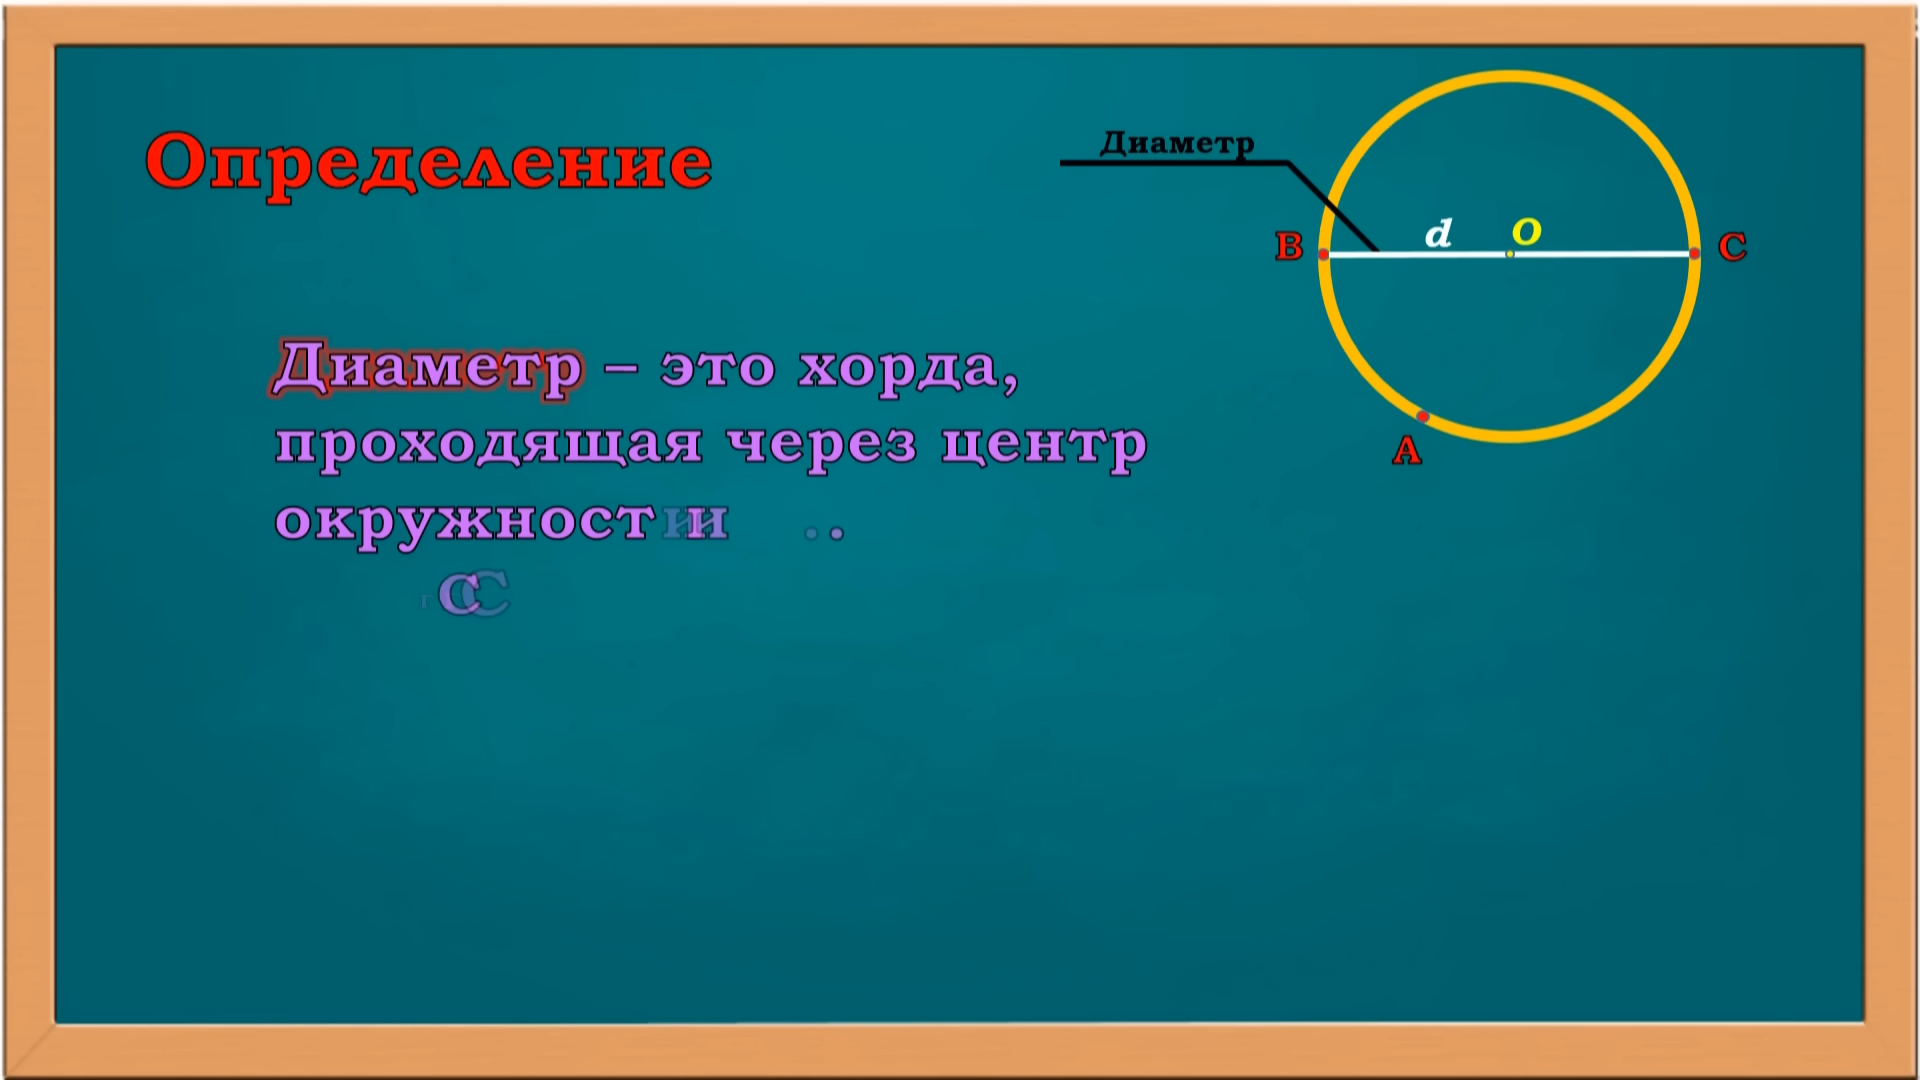 Определение
Диаметр
d
O
B
C
Диаметр – это хорда,
проходящая через центр
окружности
A